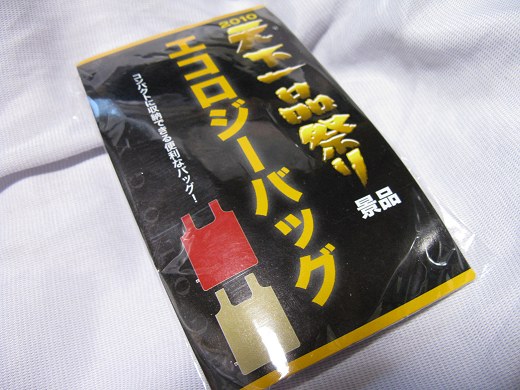 2010
天下一品祭り
景品
エコロジーバッグ
コンパクトに収納できる便利なバッグ!